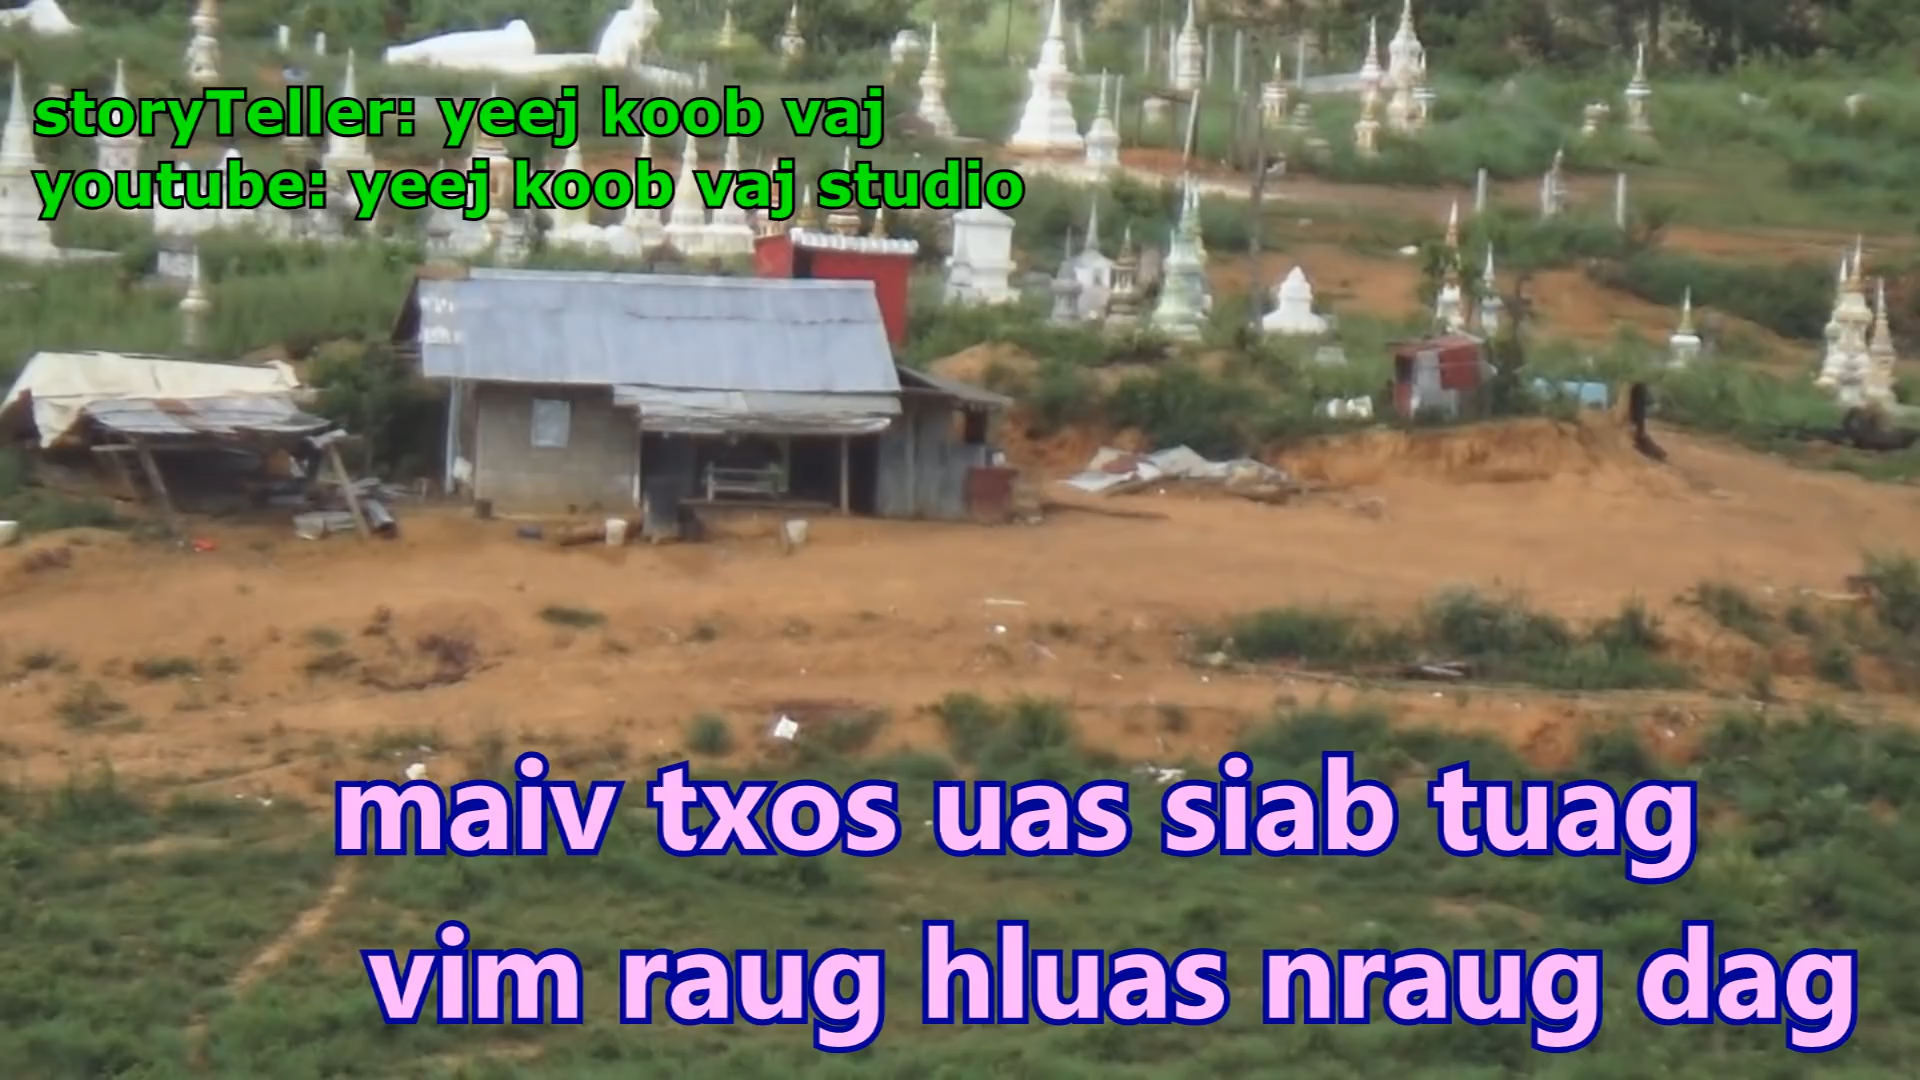 storyTeller: yeej koob vaj
youtube: yeej koob vaj studio
maiv txos uas siab tuag
vim raug hluas nraug dag